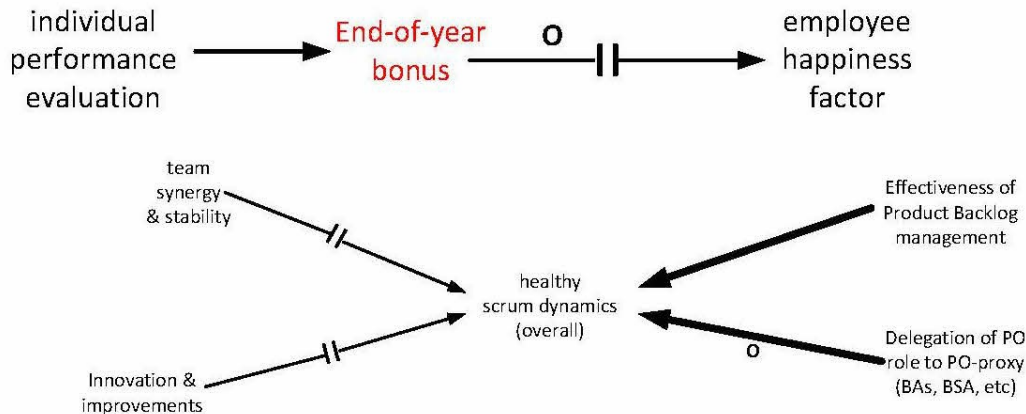 individual
performance
evaluation
End-of-year
bonus
O
employee
happiness
factor
team
synergy
& stability
Effectiveness of
Product Backlog
management
healthy
scrum dynamics
(overall)
Innovation &
improvements
O
Delegation of PO
role to PO-proxy
(BAs, BSA, etc)